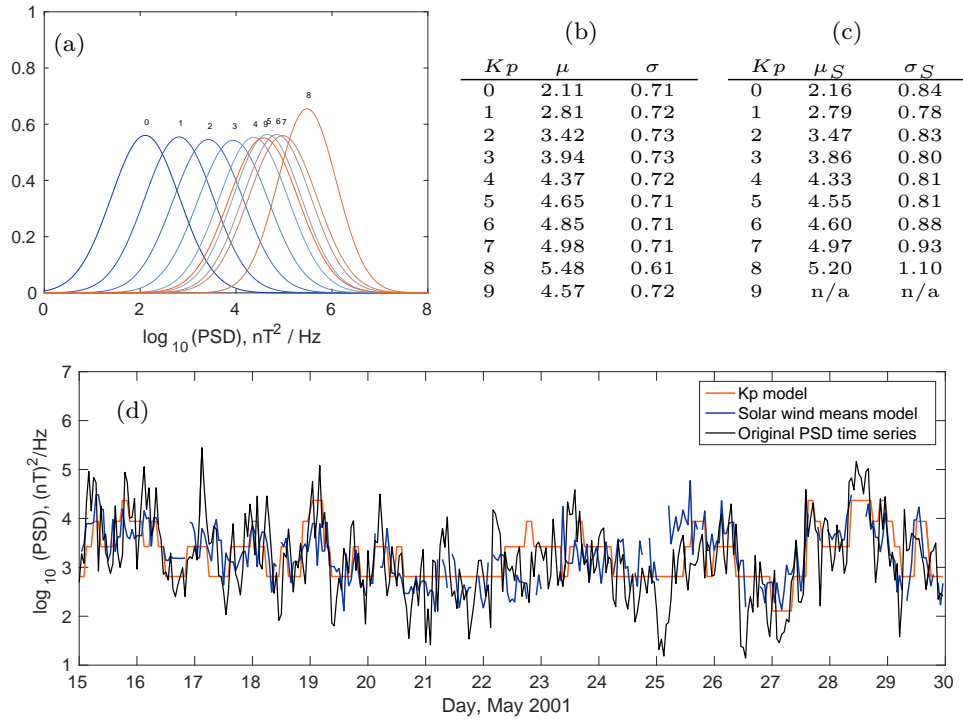 (a)
1
0.8
0.6
0.4
0.2
0
0 1 2 3 4 9 5 6 7 8
0 2 4 6 8
log 10 (PSD), nT² / Hz
(b)
Kp μ σ
0 2.11 0.71
1 2.81 0.72
2 3.42 0.73
3 3.94 0.73
4 4.37 0.72
5 4.65 0.71
6 4.85 0.71
7 4.98 0.71
8 5.48 0.61
9 4.57 0.72
(c)
Kp μS σS
0 2.16 0.84
1 2.79 0.78
2 3.47 0.83
3 3.86 0.80
4 4.33 0.81
5 4.55 0.81
6 4.60 0.88
7 4.97 0.93
8 5.20 1.10
9 n/a n/a
(d)
7
6
5
4
3
2
1
log 10 (PSD), (nT)²/Hz
Kp model
Solar wind means model
Original PSD time series
15 16 17 18 19 20 21 22 23 24 25 26 27 28 29 30
Day, May 2001